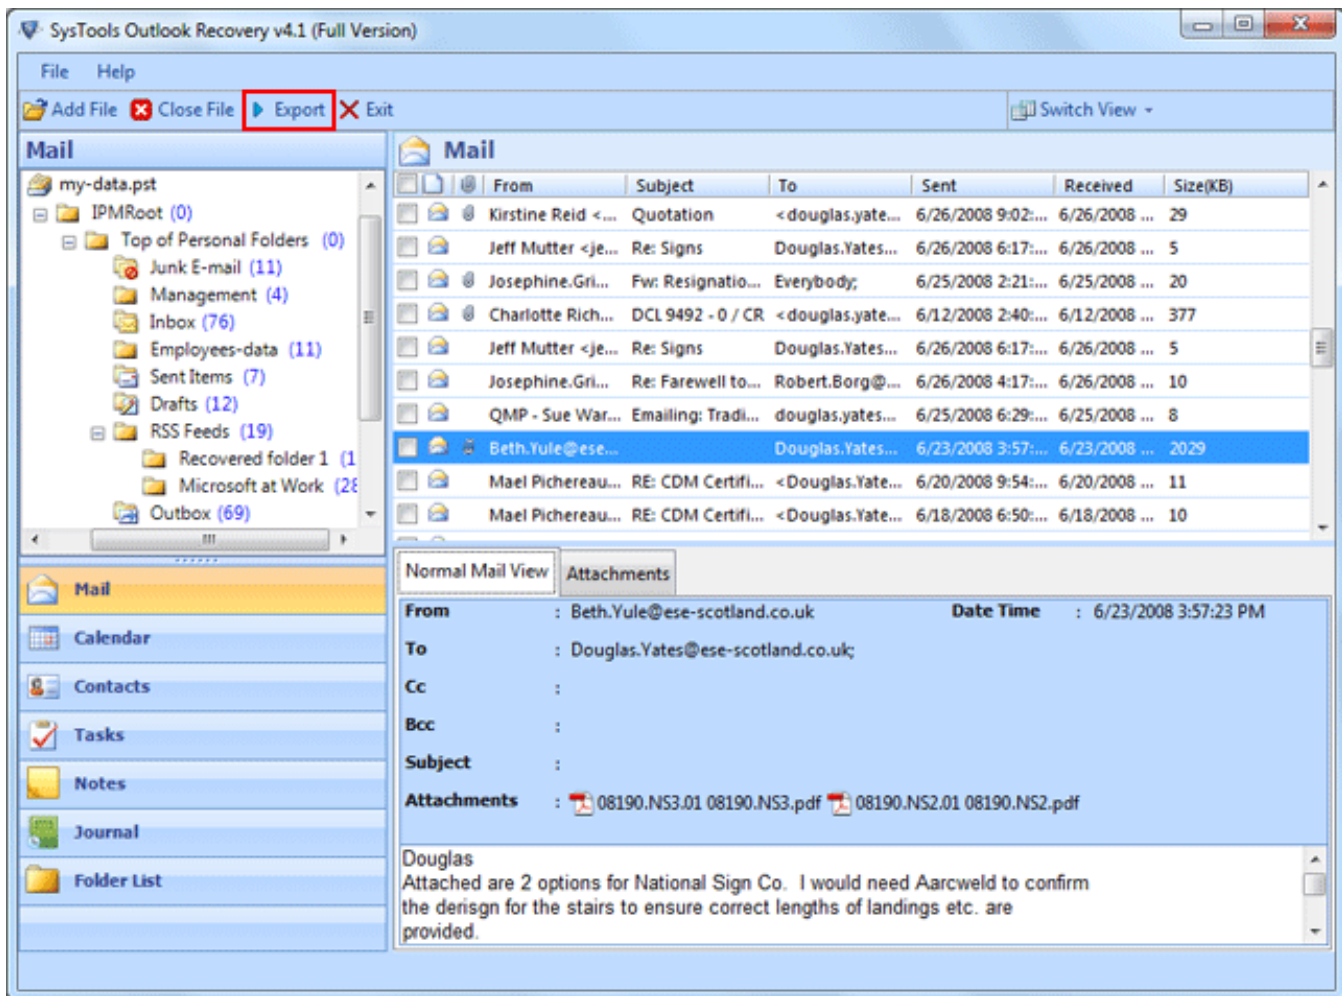 SysTools Outlook Recovery v4.1 (Full Version)
File Help
Add File Close File Export Exit Switch View
Mail
my-data.pst
IPMRoot (0)
Top of Personal Folders (0)
Junk E-mail (11)
Management (4)
Inbox (76)
Employees-data (11)
Sent Items (7)
Drafts (12)
RSS Feeds (19)
Recovered folder 1 (1
Microsoft at Work (28
Outbox (69)
Mail
Calendar
Contacts
Tasks
Notes
Journal
Folder List
Mail
From Subject To Sent Received Size(KB)
Kirstine Reid <... Quotation <douglas.yate... 6/26/2008 9:02:... 6/26/2008 ... 29
Jeff Mutter <je... Re: Signs Douglas.Yates... 6/26/2008 6:17:... 6/26/2008 ... 5
Josephine.Gri... Fw: Resignatio... Everybody; 6/25/2008 2:21:... 6/25/2008 ... 20
Charlotte Rich... DCL 9492 - 0 / CR <douglas.yate... 6/12/2008 2:40:... 6/12/2008 ... 377
Jeff Mutter <je... Re: Signs Douglas.Yates... 6/26/2008 6:17:... 6/26/2008 ... 5
Josephine.Gri... Re: Farewell to... Robert.Borg@... 6/26/2008 4:17:... 6/26/2008 ... 10
QMP - Sue War... Emailing: Tradi... douglas.yates... 6/25/2008 6:29:... 6/25/2008 ... 8
Beth.Yule@ese... Douglas.Yates... 6/23/2008 3:57:... 6/23/2008 ... 2029
Mael Pichereau... RE: CDM Certifi... <Douglas.Yate... 6/20/2008 9:54:... 6/20/2008 ... 11
Mael Pichereau... RE: CDM Certifi... <Douglas.Yate... 6/18/2008 6:50:... 6/18/2008 ... 10
Normal Mail View Attachments
From : Beth.Yule@ese-scotland.co.uk Date Time : 6/23/2008 3:57:23 PM
To : Douglas.Yates@ese-scotland.co.uk;
Cc :
Bcc :
Subject :
Attachments : 08190.NS3.01 08190.NS3.pdf 08190.NS2.01 08190.NS2.pdf
Douglas
Attached are 2 options for National Sign Co. I would need Aarcweld to confirm
the derisgn for the stairs to ensure correct lengths of landings etc. are
provided.